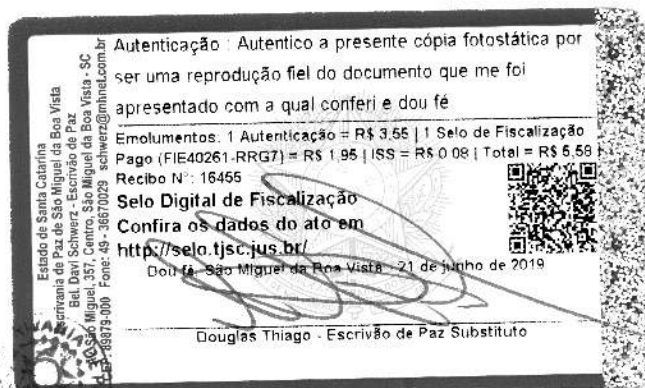 Estado de Santa Catarina
Escrivania de Paz de São Miguel da Boa Vista
Bel. Davi Schwerz - Escrivão de Paz
São Miguel, 357, Centro, São Miguel da Boa Vista - SC
CEP: 89879-000 Fone: 49 - 36670029 schwerz@mhnet.com.br
Autenticação : Autentico a presente cópia fotostática por
ser uma reprodução fiel do documento que me foi
apresentado com a qual conferi e dou fé
Emolumentos: 1 Autenticação = R$ 3,55 | 1 Selo de Fiscalização
Pago (FIE40261-RRG7) = R$ 1,95 | ISS = R$ 0.08 | Total = R$ 5,58 |
Recibo Nº: 16455
Selo Digital de Fiscalização
Confira os dados do ato em
http://selo.tjsc.jus.br/
Dou fé, São Miguel da Boa Vista - 21 de junho de 2019
Douglas Thiago - Escrivão de Paz Substituto